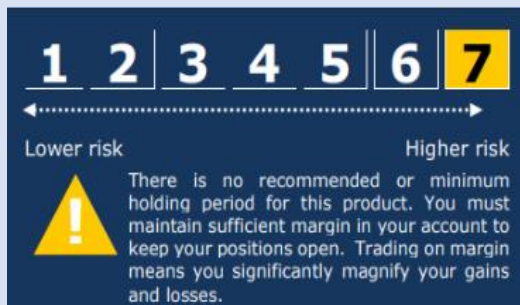 1 2 3 4 5 6 7
Lower risk Higher risk
!
There is no recommended or minimum
holding period for this product. You must
maintain sufficient margin in your account to
keep your positions open. Trading on margin
means you significantly magnify your gains
and losses.